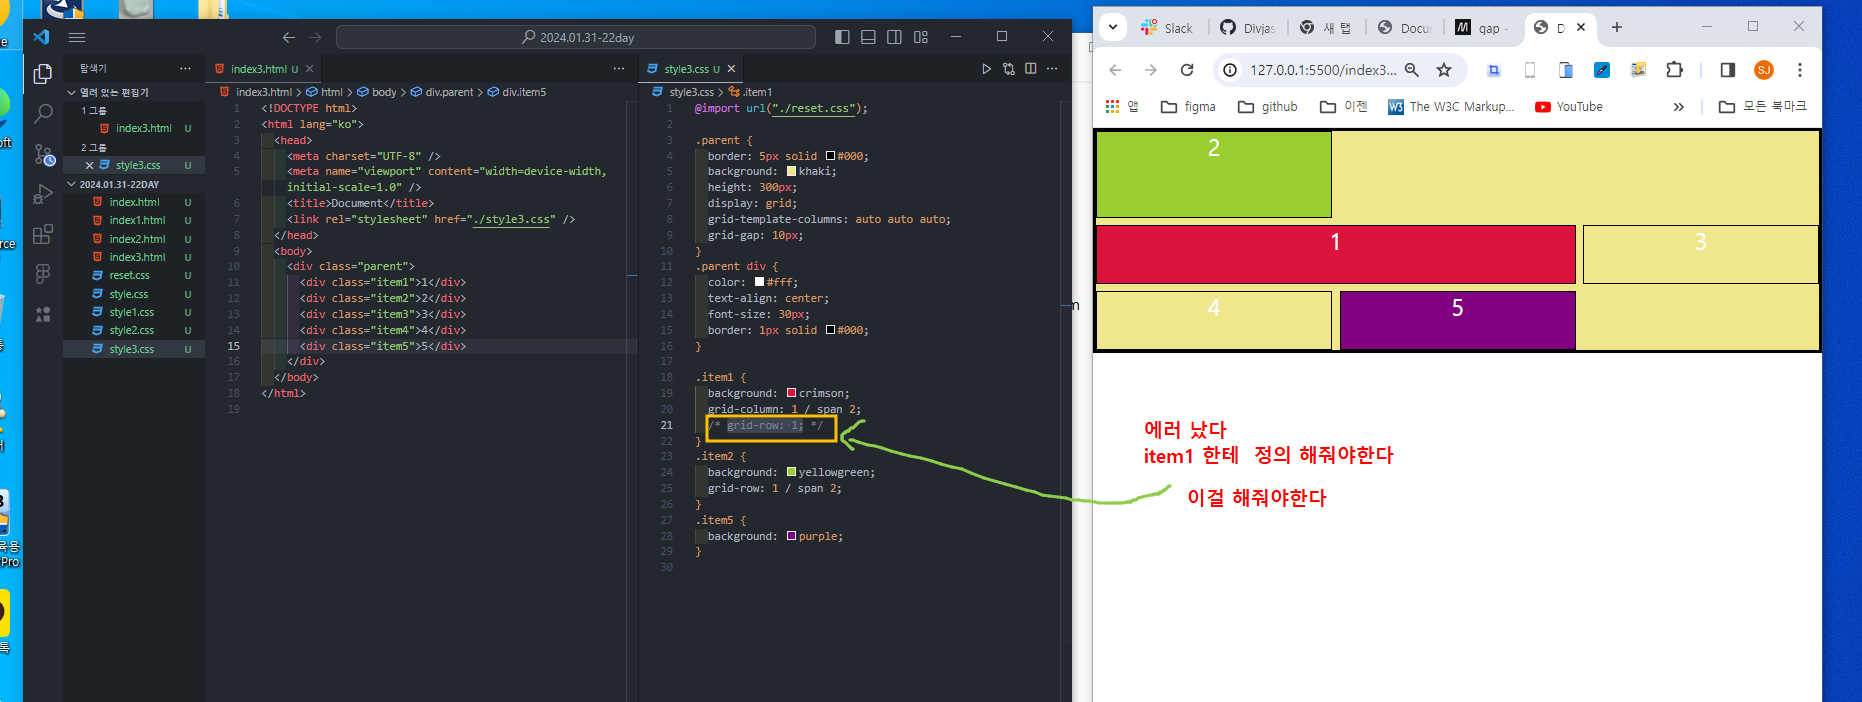 2024.01.31-22day
탐색기
열려 있는 편집기
1 그룹
index3.html U
2 그룹
style3.css U
2024.01.31-22DAY
index.html U
index1.html U
index2.html U
index3.html U
reset.css U
style.css U
style1.css U
style2.css U
style3.css U
index3.html U
index3.html > html > body > div.parent > div.item5
1 <!DOCTYPE html>
2 <html lang="ko">
3 <head>
4 <meta charset="UTF-8" />
5 <meta name="viewport" content="width=device-width,
initial-scale=1.0" />
6 <title>Document</title>
7 <link rel="stylesheet" href="./style3.css" />
8 </head>
9 <body>
10 <div class="parent">
11 <div class="item1">1</div>
12 <div class="item2">2</div>
13 <div class="item3">3</div>
14 <div class="item4">4</div>
15 <div class="item5">5</div>
16 </div>
17 </body>
18 </html>
19
style3.css U
style3.css > .item1
1 @import url("./reset.css");
2
3 .parent {
4 border: 5px solid #000;
5 background: khaki;
6 height: 300px;
7 display: grid;
8 grid-template-columns: auto auto auto;
9 grid-gap: 10px;
10 }
11 .parent div {
12 color: #fff;
13 text-align: center;
14 font-size: 30px;
15 border: 1px solid #000;
16 }
17
18 .item1 {
19 background: crimson;
20 grid-column: 1 / span 2;
21 /* grid-row: 1; */
22 }
23 .item2 {
24 background: yellowgreen;
25 grid-row: 1 / span 2;
26 }
27 .item5 {
28 background: purple;
29 }
30
Slack
Divjas
새 탭
Docu
gap -
D
127.0.0.1:5500/index3...
SJ
앱
figma
github
이젠
The W3C Markup...
YouTube
모든 북마크
2
1
3
4
5
에러 났다
item1 한테 정의 해줘야한다
이걸 해줘야한다